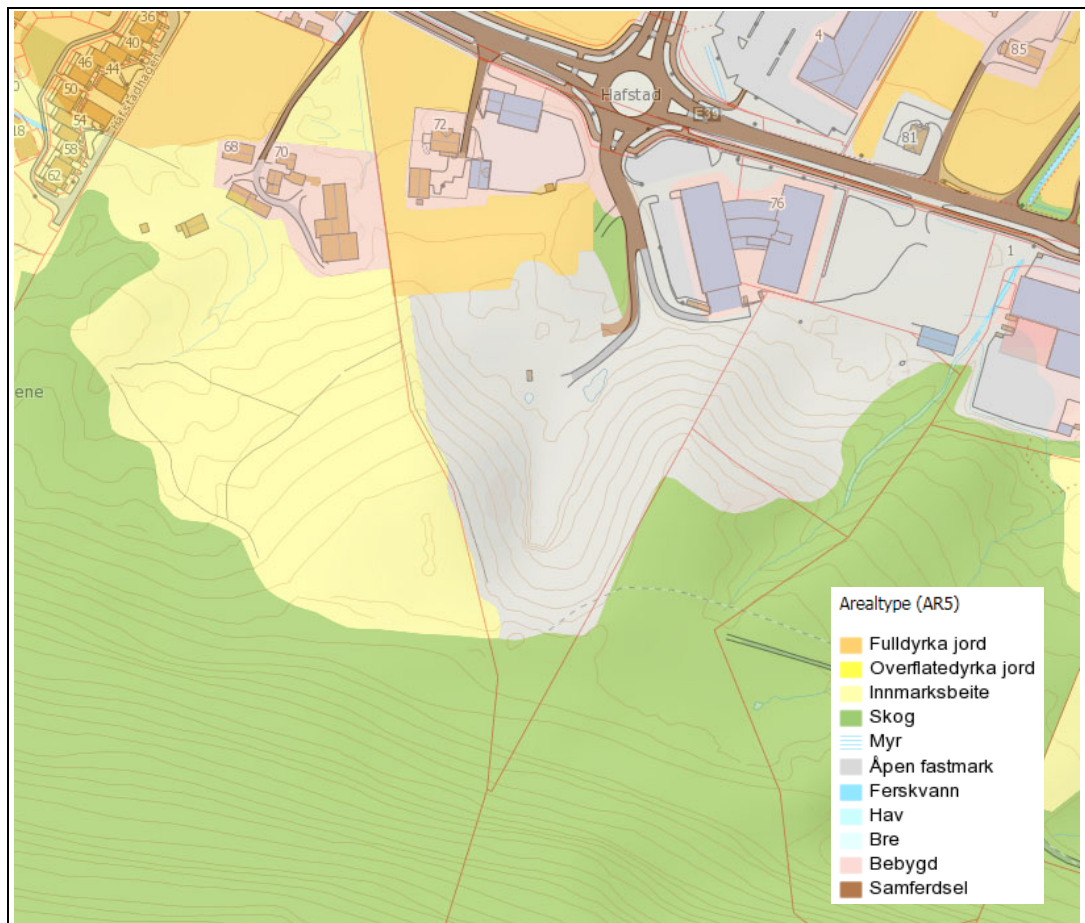 36
40
46
44
50
54
Hafstadhagen
58
62
18
68
70
72
Hafstad
E39
4
85
81
76
1
ene
Arealtype (AR5)
Fulldyrka jord
Overflatedyrka jord
Innmarksbeite
Skog
Myr
Åpen fastmark
Ferskvann
Hav
Bre
Bebygd
Samferdsel